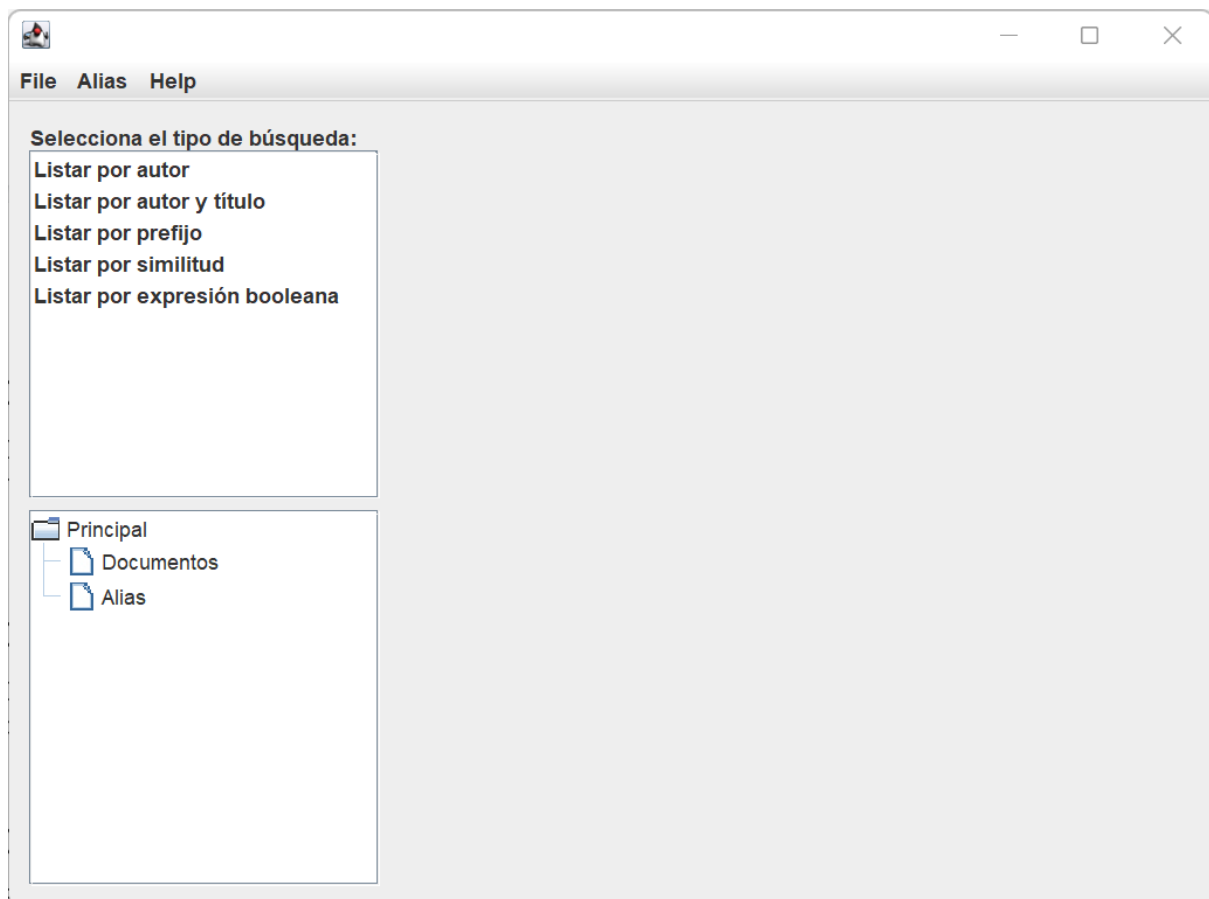 File Alias Help
Selecciona el tipo de búsqueda:
Listar por autor
Listar por autor y título
Listar por prefijo
Listar por similitud
Listar por expresión booleana
Principal
Documentos
Alias